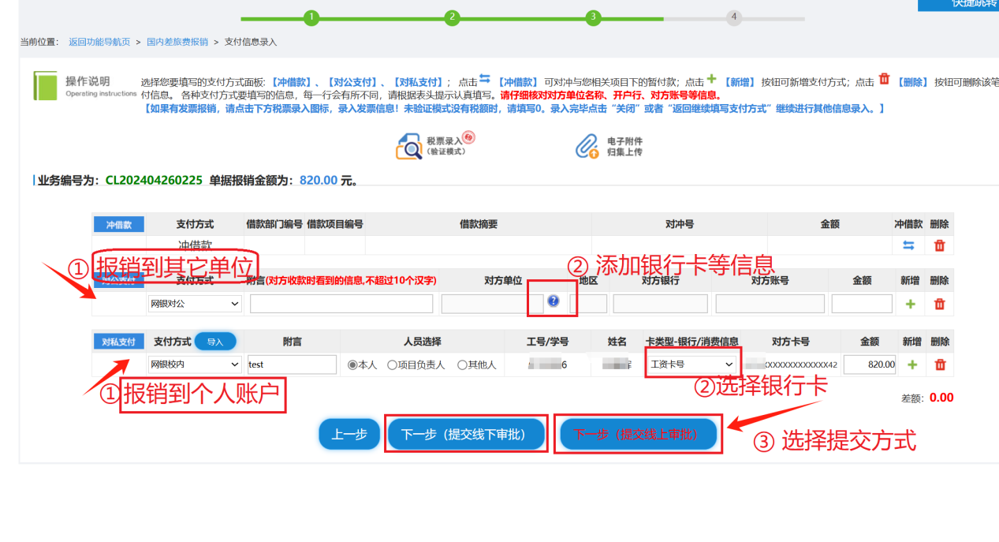 快捷跳转
1 2 3 4
当前位置： 返回功能导航页 > 国内差旅费报销 > 支付信息录入
操作说明
Operating instructions
选择您要填写的支付方式面板:【冲借款】、【对公支付】、【对私支付】； 点击 【冲借款】 可对冲与您相关项目下的暂付款；点击 【新增】 按钮可新增支付方式；点击 【删除】 按钮可删除该笔
付信息。 各种支付方式要填写的信息，每一行会有所不同，请根据表头提示认真填写。请仔细核对对方单位名称、开户行、对方账号等信息。
【如果有发票报销，请点击下方税票录入图标，录入发票信息！未验证模式没有税额时，请填写0。录入完毕点击“关闭”或者“返回继续填写支付方式”继续进行其他信息录入。】
税票录入
（验证模式）
电子附件
归集上传
业务编号为：CL202404260225 单据报销金额为：820.00 元。
冲借款 支付方式 借款部门编号 借款项目编号 借款摘要 对冲号 金额 冲借款 删除
冲借款
① 报销到其它单位
② 添加银行卡等信息
对公支付 支付方式 附言(对方收款时看到的信息,不超过10个汉字) 对方单位 地区 对方银行 对方账号 金额 新增 删除
网银对公 ?
对私支付 支付方式 导入 附言 人员选择 工号/学号 姓名 卡类型-银行/消费信息 对方卡号 金额 新增 删除
网银校内 test 本人 项目负责人 其他人 6 工资卡号 XXXXXXXXXXXXX42 820.00
①报销到个人账户
②选择银行卡
差额: 0.00
上一步 下一步（提交线下审批） 下一步（提交线上审批）
③ 选择提交方式